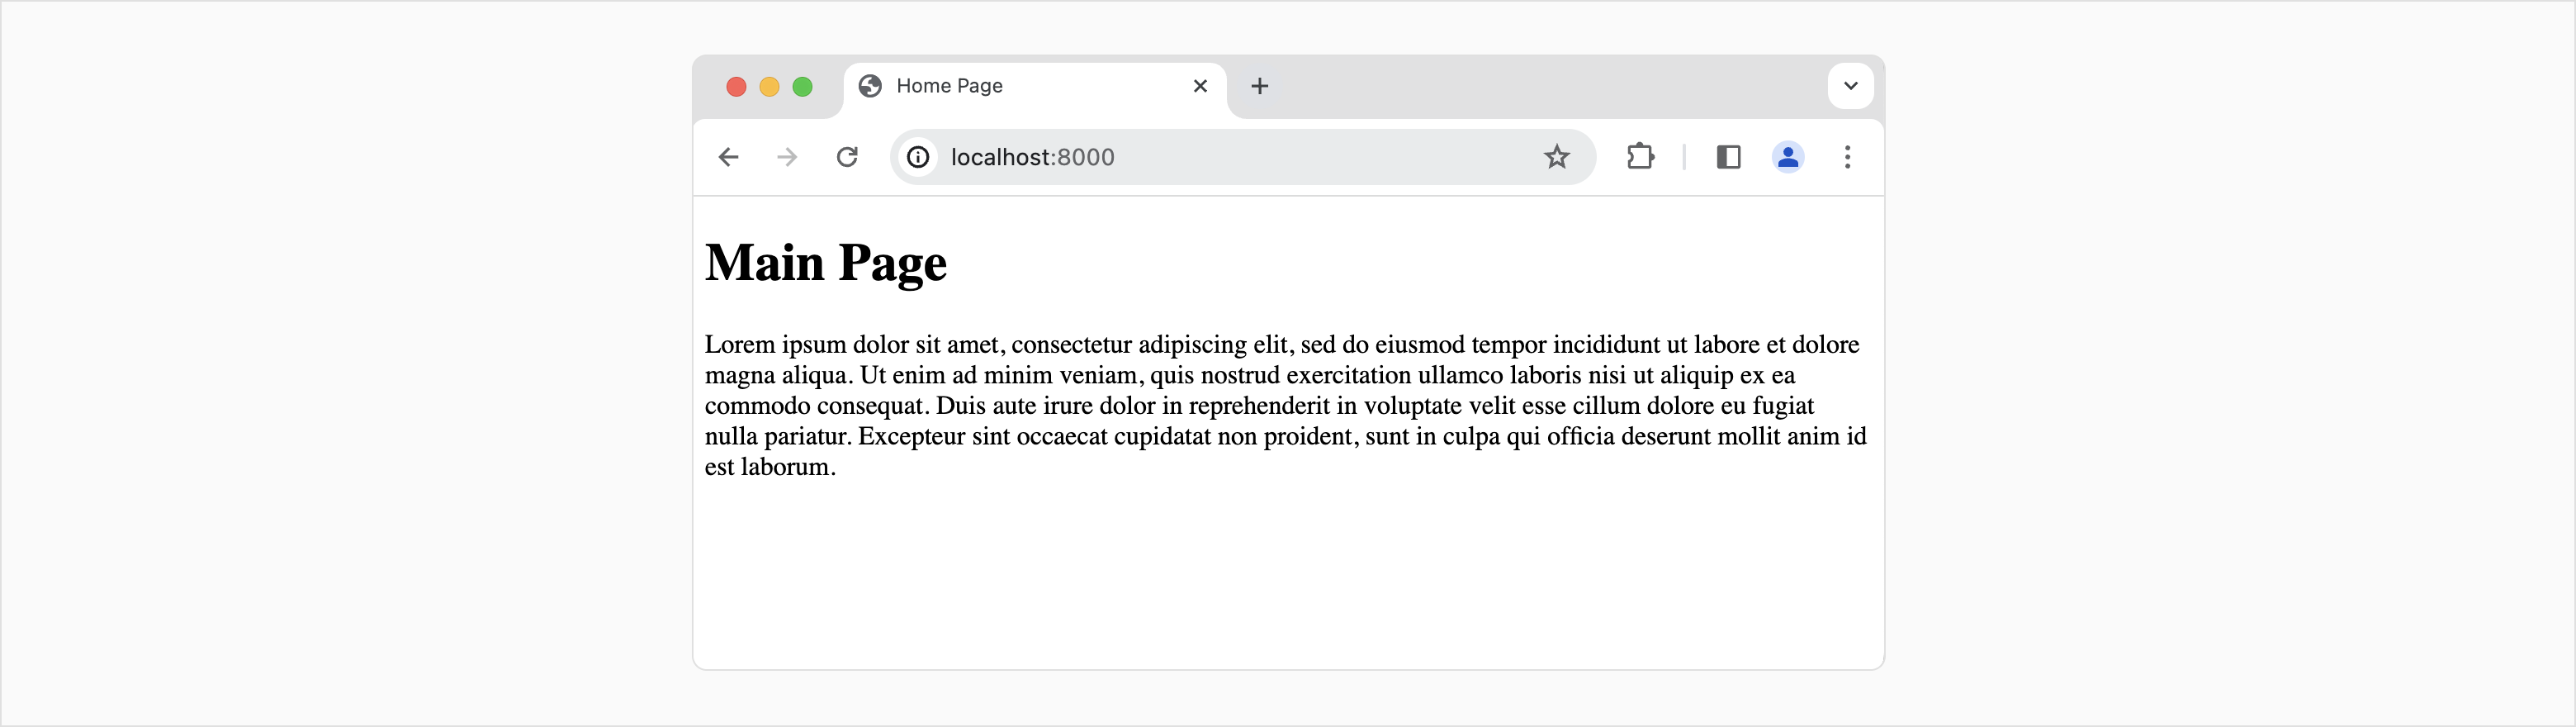 Home Page
localhost:8000
Main Page
Lorem ipsum dolor sit amet, consectetur adipiscing elit, sed do eiusmod tempor incididunt ut labore et dolore
magna aliqua. Ut enim ad minim veniam, quis nostrud exercitation ullamco laboris nisi ut aliquip ex ea
commodo consequat. Duis aute irure dolor in reprehenderit in voluptate velit esse cillum dolore eu fugiat
nulla pariatur. Excepteur sint occaecat cupidatat non proident, sunt in culpa qui officia deserunt mollit anim id
est laborum.